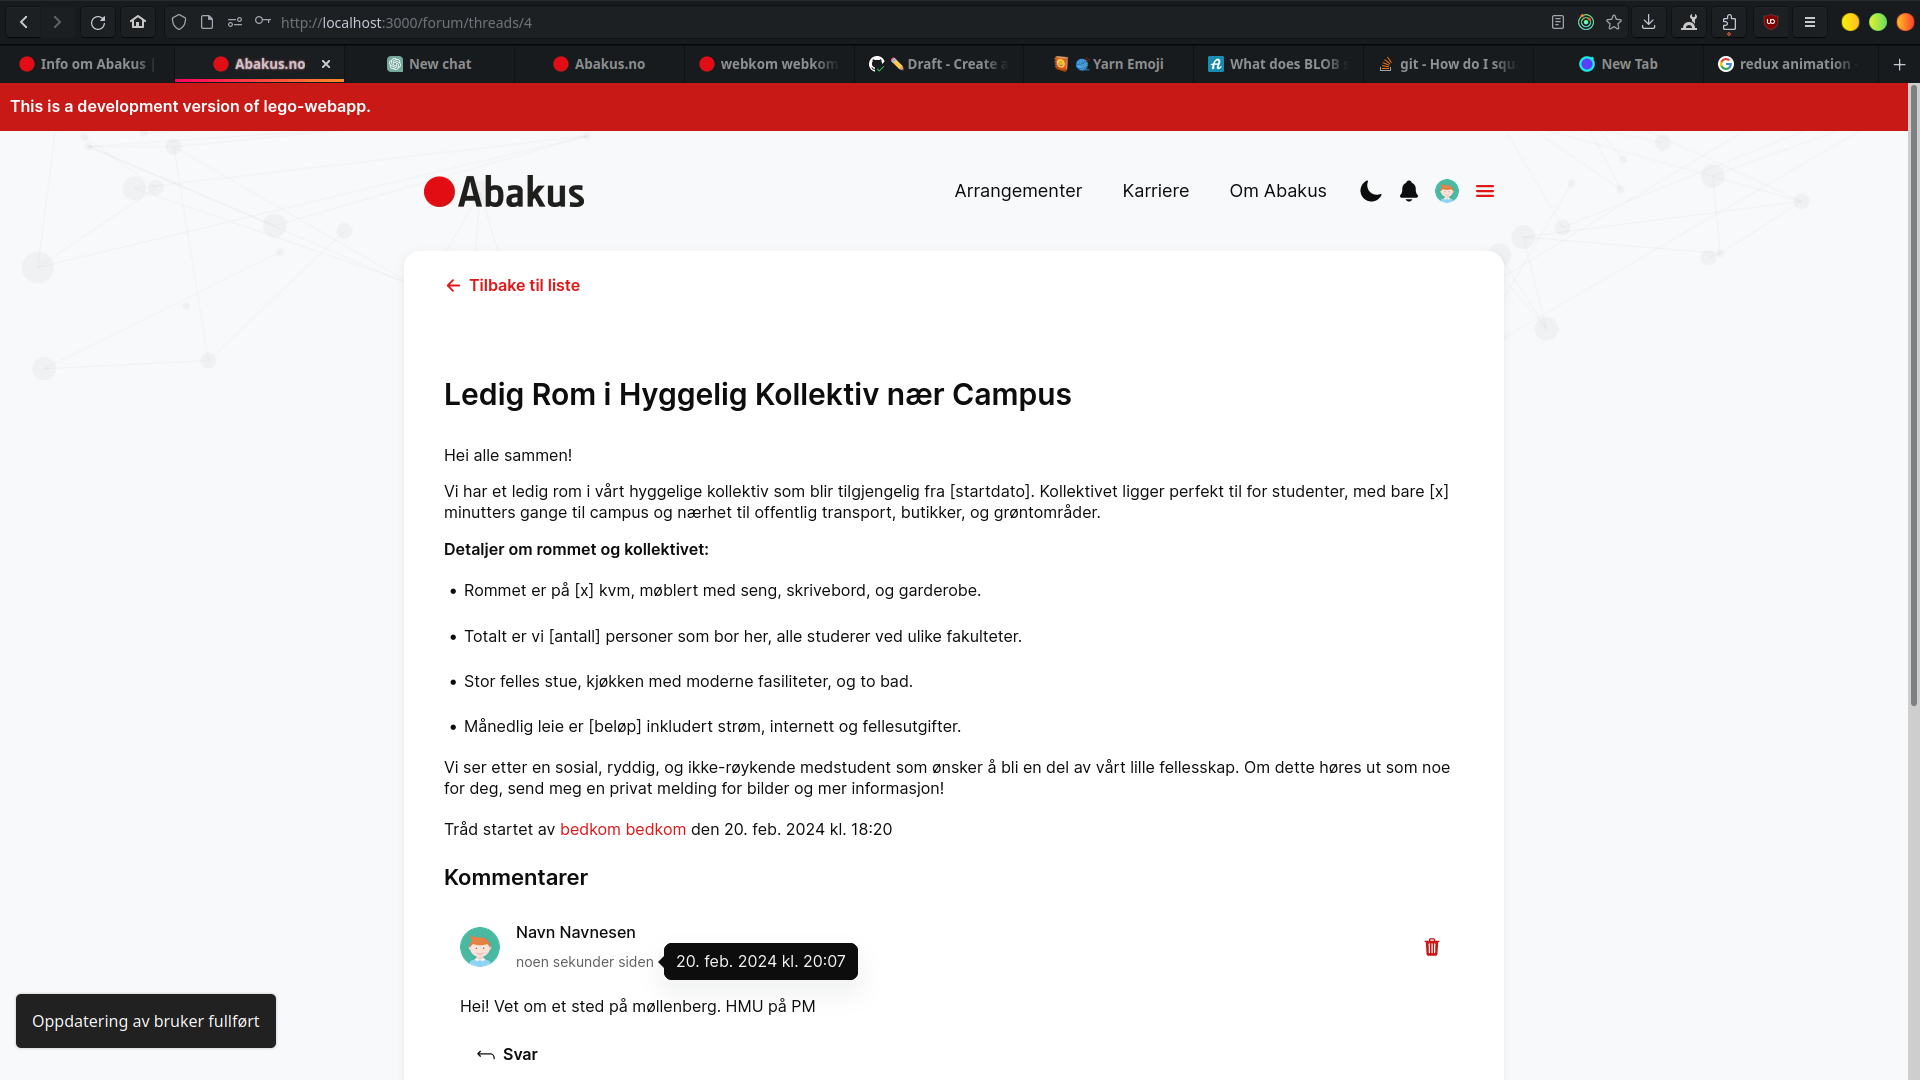 http://localhost:3000/forum/threads/4
Info om Abakus |
Abakus.no
New chat
Abakus.no
webkom webkom
Draft - Create a
Yarn Emoji
What does BLOB s
git - How do I squ
New Tab
redux animation -
This is a development version of lego-webapp.
Abakus
Arrangementer
Karriere
Om Abakus
Tilbake til liste
Ledig Rom i Hyggelig Kollektiv nær Campus
Hei alle sammen!
Vi har et ledig rom i vårt hyggelige kollektiv som blir tilgjengelig fra [startdato]. Kollektivet ligger perfekt til for studenter, med bare [x]
minutters gange til campus og nærhet til offentlig transport, butikker, og grøntområder.
Detaljer om rommet og kollektivet:
• Rommet er på [x] kvm, møblert med seng, skrivebord, og garderobe.
• Totalt er vi [antall] personer som bor her, alle studerer ved ulike fakulteter.
• Stor felles stue, kjøkken med moderne fasiliteter, og to bad.
• Månedlig leie er [beløp] inkludert strøm, internett og fellesutgifter.
Vi ser etter en sosial, ryddig, og ikke-røykende medstudent som ønsker å bli en del av vårt lille fellesskap. Om dette høres ut som noe
for deg, send meg en privat melding for bilder og mer informasjon!
Tråd startet av bedkom bedkom den 20. feb. 2024 kl. 18:20
Kommentarer
Navn Navnesen
noen sekunder siden
20. feb. 2024 kl. 20:07
Hei! Vet om et sted på møllenberg. HMU på PM
Svar
Oppdatering av bruker fullført